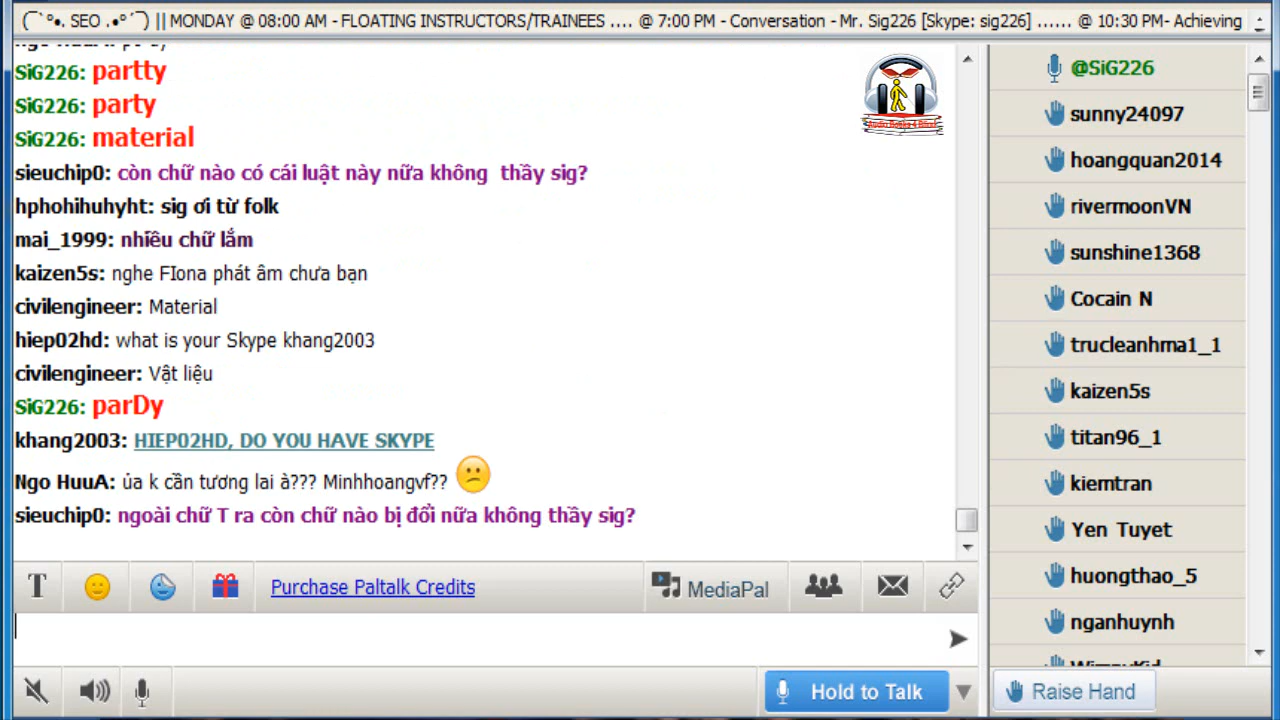 (¯`°•. SEO .•°´¯) || MONDAY @ 08:00 AM - FLOATING INSTRUCTORS/TRAINEES .... @ 7:00 PM - Conversation - Mr. Sig226 [Skype: sig226] ...... @ 10:30 PM- Achieving
SiG226: partty
SiG226: party
SiG226: material
sieuchip0: còn chữ nào có cái luật này nữa không thầy sig?
hphohihuhyht: sig ơi từ folk
mai_1999: nhiều chữ lắm
kaizen5s: nghe FIona phát âm chưa bạn
civilengineer: Material
hiep02hd: what is your Skype khang2003
civilengineer: Vật liệu
SiG226: parDy
khang2003: HIEP02HD, DO YOU HAVE SKYPE
Ngo HuuA: ủa k cần tương lai à??? Minhhoangvf??
sieuchip0: ngoài chữ T ra còn chữ nào bị đổi nữa không thầy sig?
T
Purchase Paltalk Credits
MediaPal
Hold to Talk
@SiG226
sunny24097
hoangquan2014
rivermoonVN
sunshine1368
Cocain N
trucleanhma1_1
kaizen5s
titan96_1
kiemtran
Yen Tuyet
huongthao_5
nganhuynh
Raise Hand